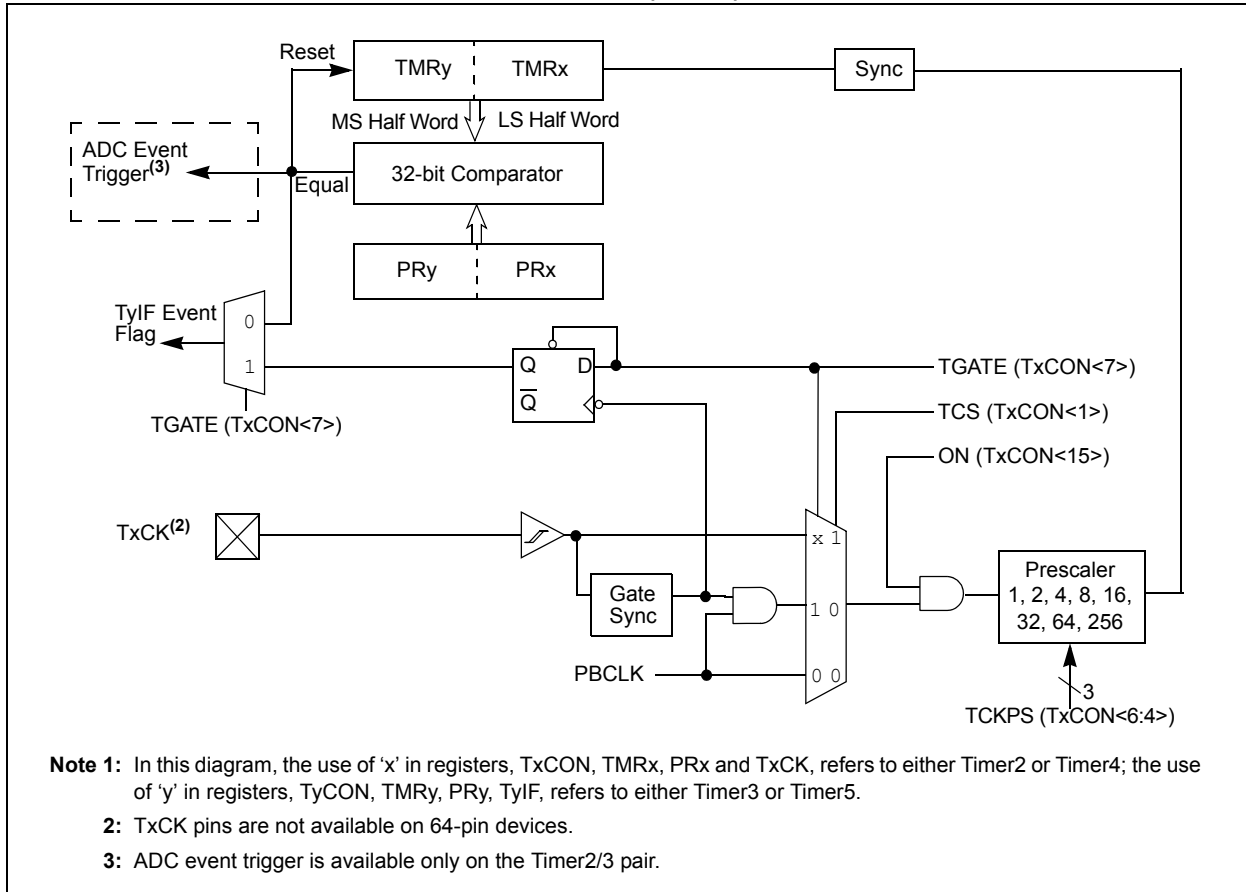 Reset
TMRy TMRx
Sync
MS Half Word LS Half Word
ADC Event
Trigger(3)
Equal
32-bit Comparator
PRy PRx
TyIF Event
Flag
0
1
TGATE (TxCON<7>)
Q D
Q̅
TGATE (TxCON<7>)
TCS (TxCON<1>)
ON (TxCON<15>)
TxCK(2)
x 1
Gate
Sync
1 0
Prescaler
1, 2, 4, 8, 16,
32, 64, 256
PBCLK
0 0
3
TCKPS (TxCON<6:4>)
Note 1: In this diagram, the use of ‘x’ in registers, TxCON, TMRx, PRx and TxCK, refers to either Timer2 or Timer4; the use
of ‘y’ in registers, TyCON, TMRy, PRy, TyIF, refers to either Timer3 or Timer5.
2: TxCK pins are not available on 64-pin devices.
3: ADC event trigger is available only on the Timer2/3 pair.